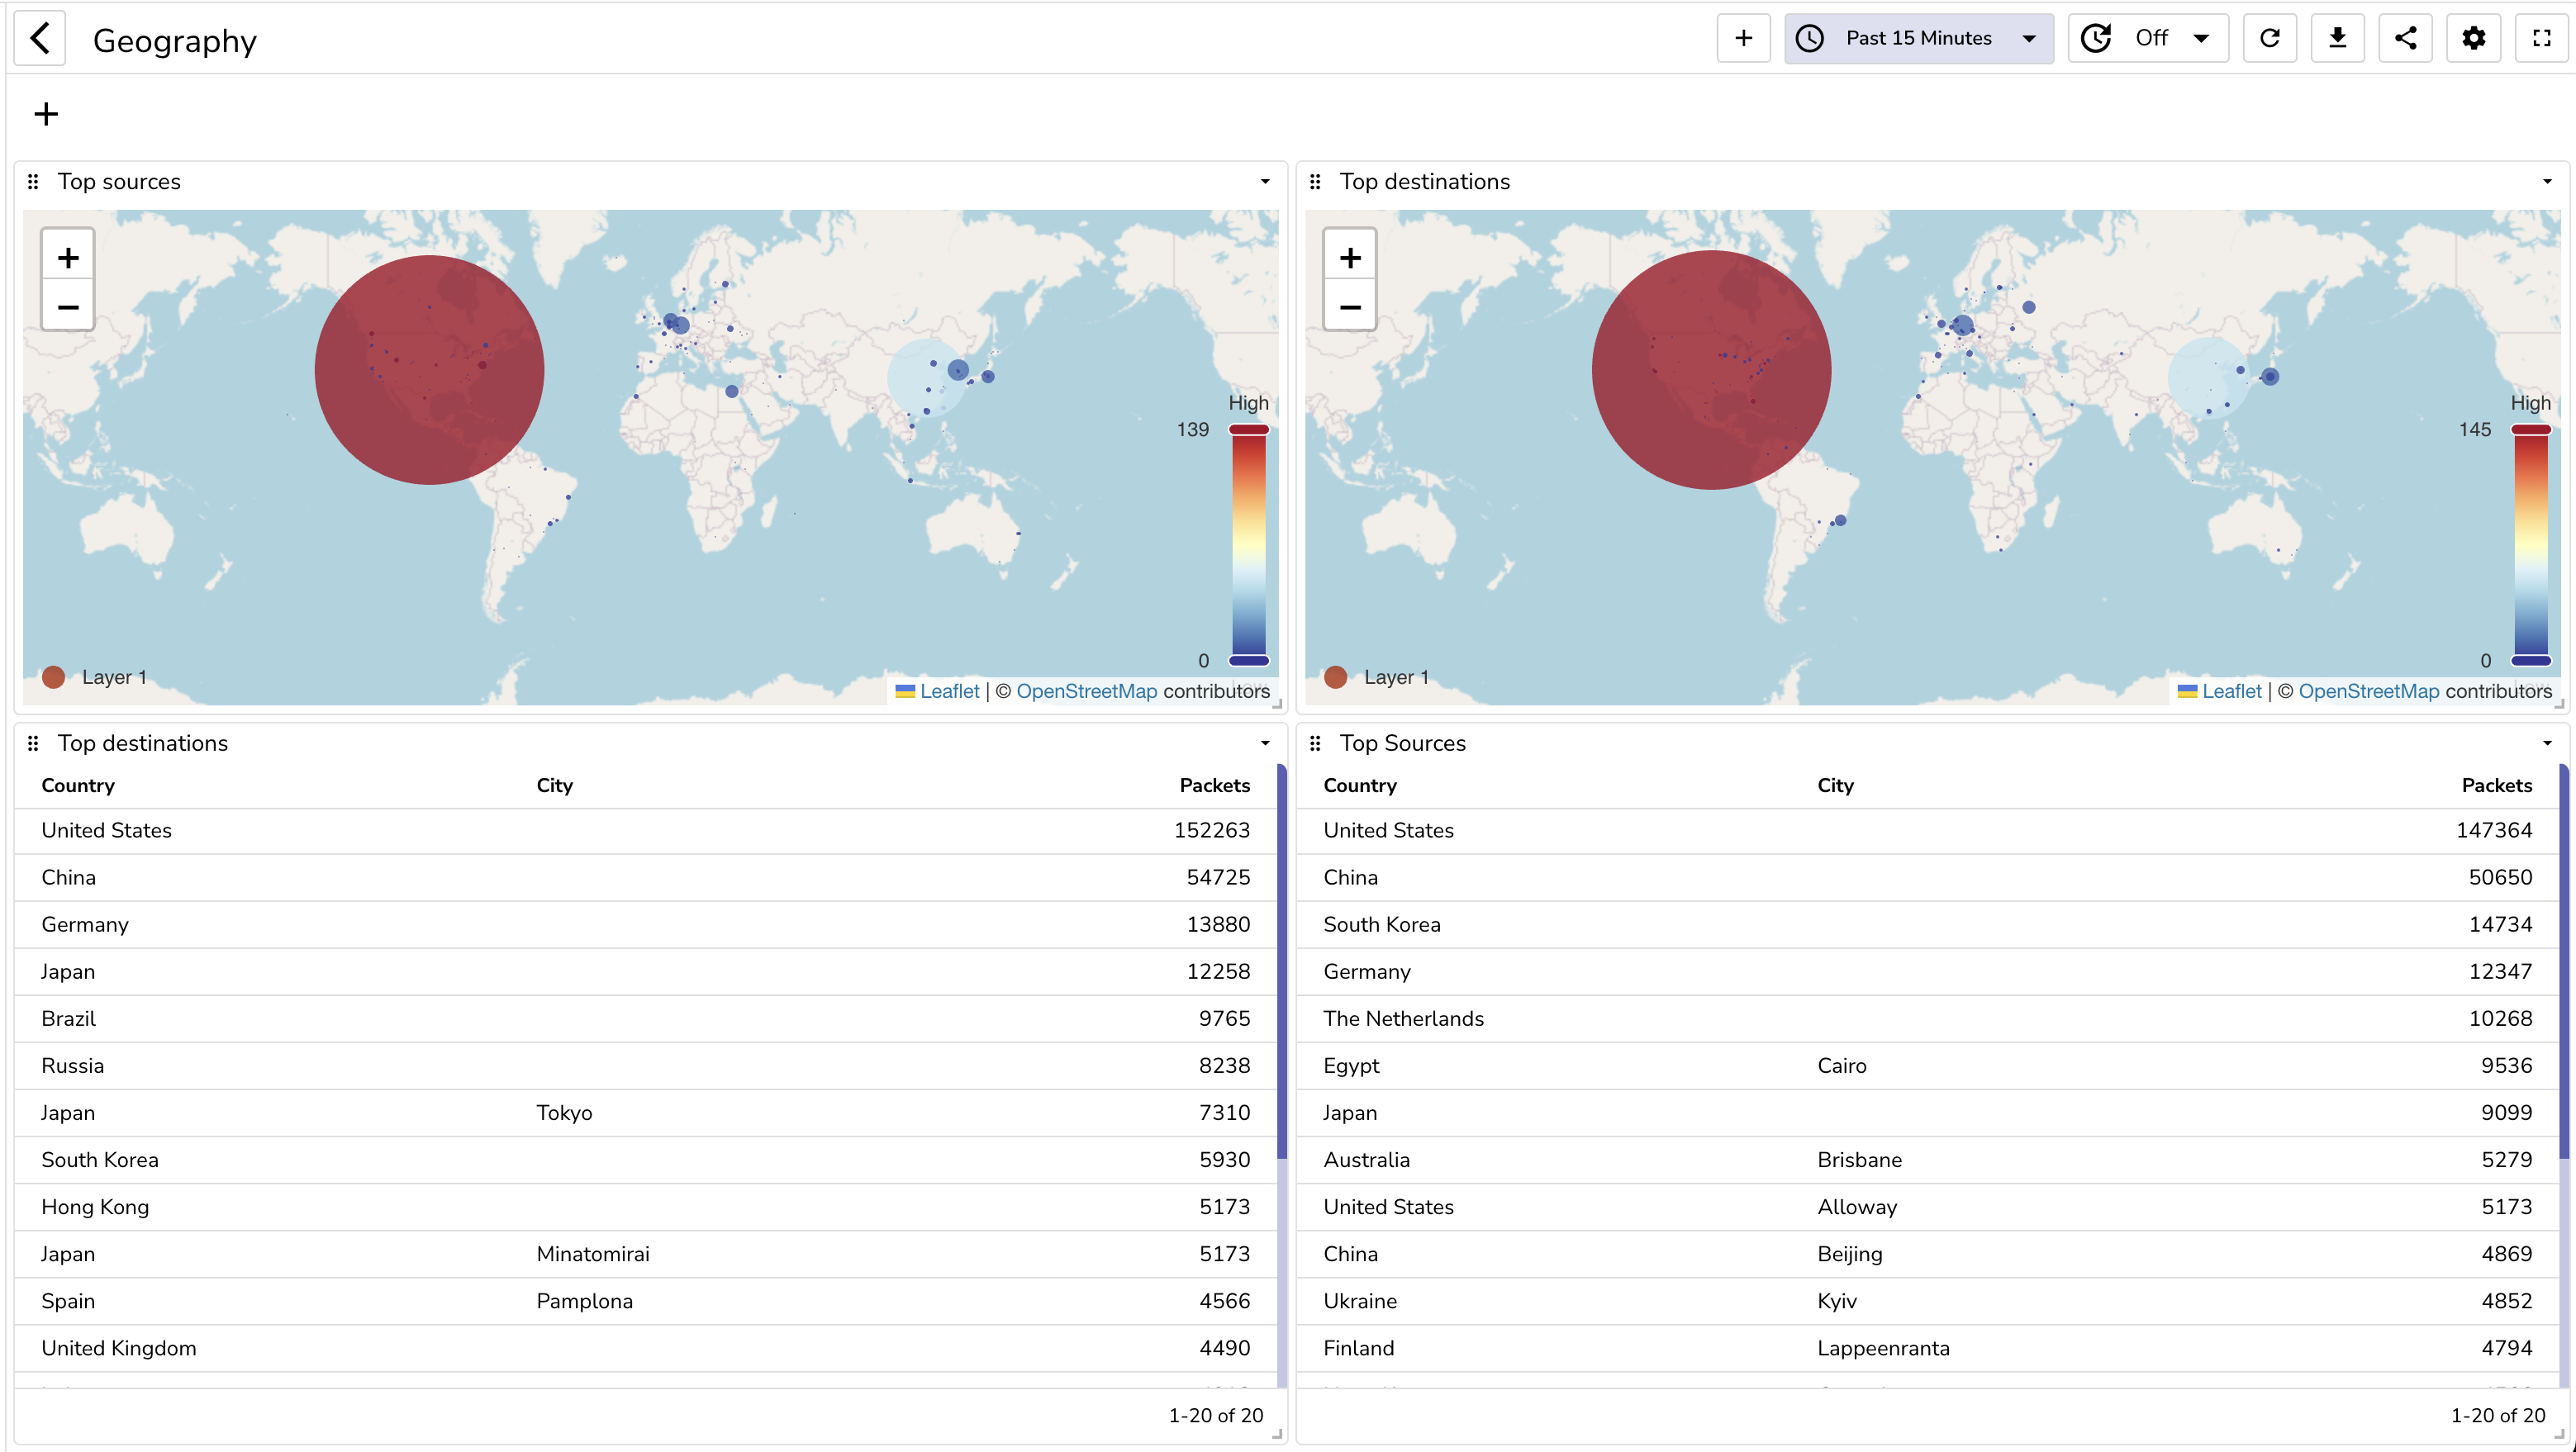 Geography
+ Past 15 Minutes Off
+
Top sources
+
−
High
139
0
Layer 1
Leaflet | © OpenStreetMap contributors
Top destinations
+
−
High
145
0
Layer 1
Leaflet | © OpenStreetMap contributors
Top destinations
Country City Packets
United States 152263
China 54725
Germany 13880
Japan 12258
Brazil 9765
Russia 8238
Japan Tokyo 7310
South Korea 5930
Hong Kong 5173
Japan Minatomirai 5173
Spain Pamplona 4566
United Kingdom 4490
1-20 of 20
Top Sources
Country City Packets
United States 147364
China 50650
South Korea 14734
Germany 12347
The Netherlands 10268
Egypt Cairo 9536
Japan 9099
Australia Brisbane 5279
United States Alloway 5173
China Beijing 4869
Ukraine Kyiv 4852
Finland Lappeenranta 4794
1-20 of 20